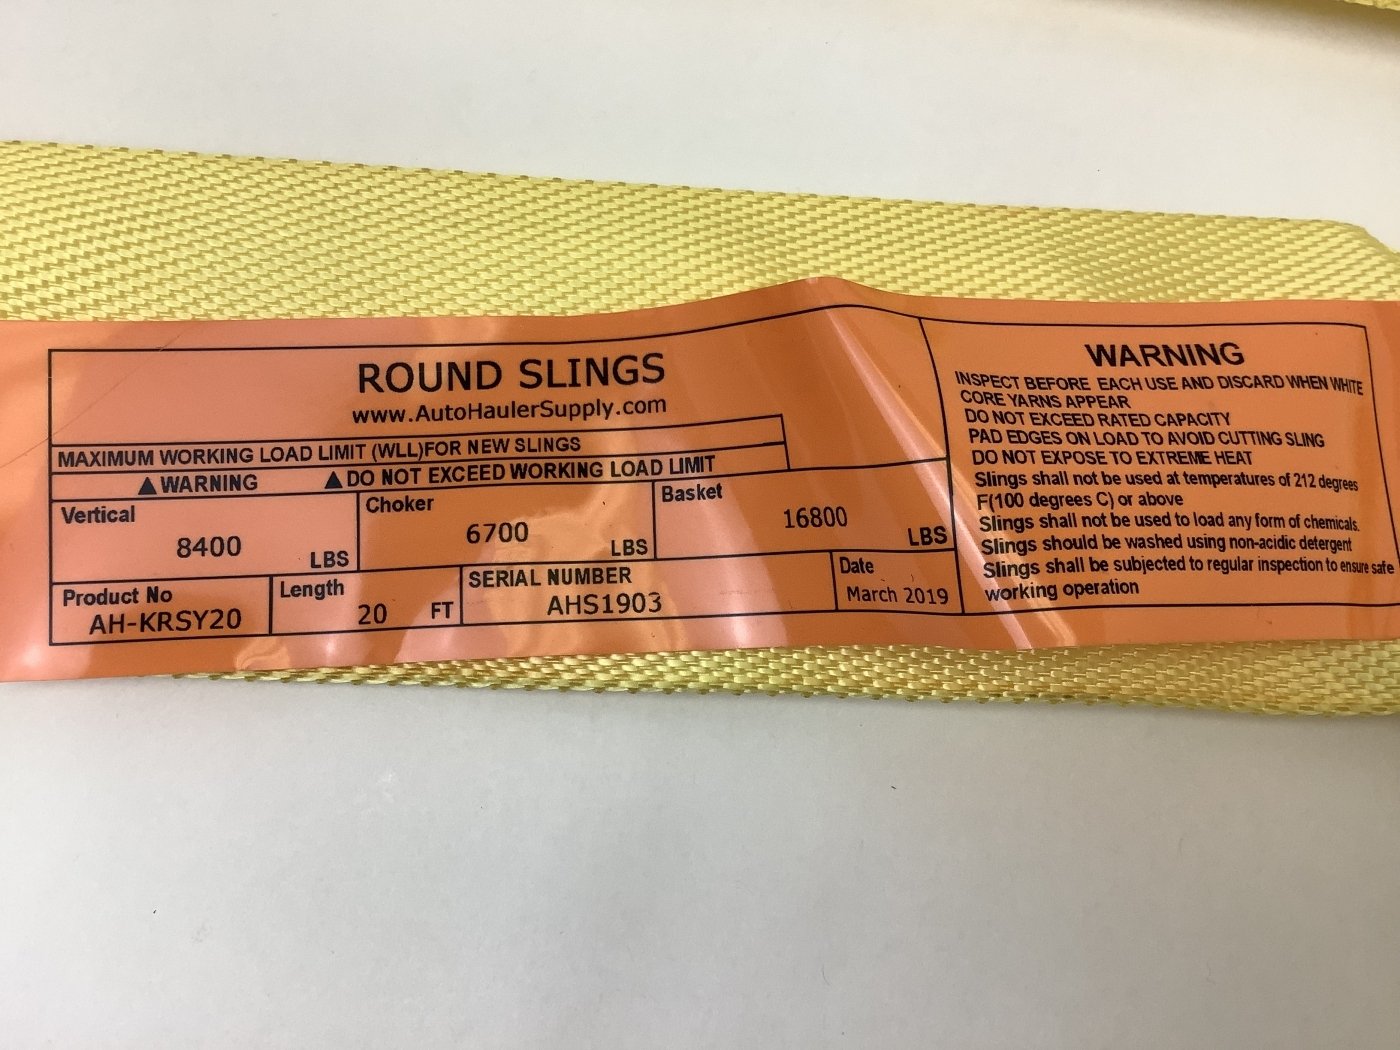 ROUND SLINGS
www.AutoHaulerSupply.com
MAXIMUM WORKING LOAD LIMIT (WLL)FOR NEW SLINGS
▲WARNING ▲DO NOT EXCEED WORKING LOAD LIMIT
Vertical
8400 LBS
Choker
6700 LBS
Basket
16800 LBS
Product No
AH-KRSY20
Length
20 FT
SERIAL NUMBER
AHS1903
Date
March 2019
WARNING
INSPECT BEFORE EACH USE AND DISCARD WHEN WHITE
CORE YARNS APPEAR
DO NOT EXCEED RATED CAPACITY
PAD EDGES ON LOAD TO AVOID CUTTING SLING
DO NOT EXPOSE TO EXTREME HEAT
Slings shall not be used at temperatures of 212 degrees
F(100 degrees C) or above
Slings shall not be used to load any form of chemicals.
Slings should be washed using non-acidic detergent
Slings shall be subjected to regular inspection to ensure safe
working operation